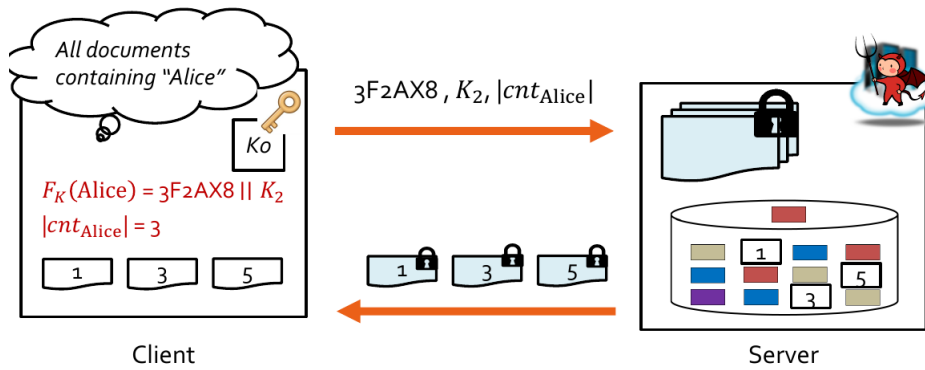 All documents
containing “Alice”
Ko
F_K(Alice) = 3F2AX8 || K_2
|cnt_Alice| = 3
1 3 5
Client
3F2AX8 , K_2, |cnt_Alice|
1 3 5
1
5
3
Server